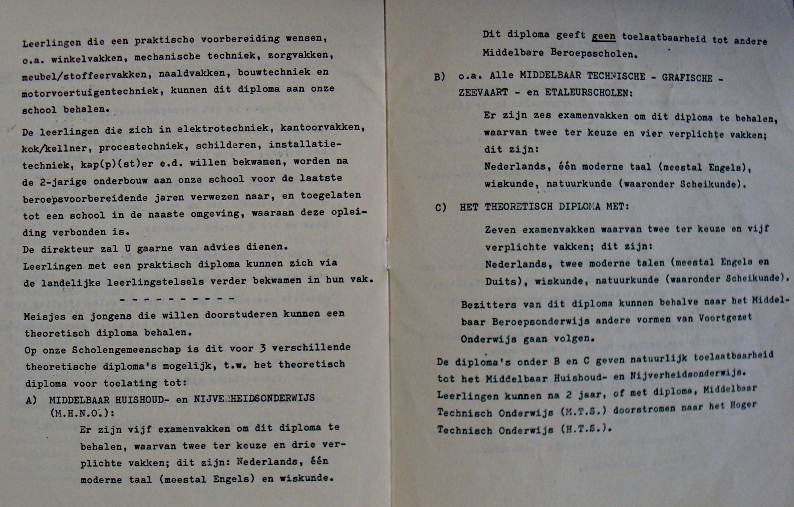 Leerlingen die een praktische voorbereiding wensen,
o.a. winkelvakken, mechanische techniek, zorgvakken,
meubel/stoffeervakken, naaldvakken, bouwtechniek en
motorvoertuigentechniek, kunnen dit diploma aan onze
school behalen.
De leerlingen die zich in elektrotechniek, kantoorvakken,
kok/kellner, procestechniek, schilderen, installatie-
techniek, kap(p)(st)er e.d. willen bekwamen, worden na
de 2-jarige onderbouw aan onze school voor de laatste
beroepsvoorbereidende jaren verwezen naar, en toegelaten
tot een school in de naaste omgeving, waaraan deze oplei-
ding verbonden is.
De direkteur zal U gaarne van advies dienen.
Leerlingen met een praktisch diploma kunnen zich via
de landelijke leerlingstelsels verder bekwamen in hun vak.
- - - - - - - - - -
Meisjes en jongens die willen doorstuderen kunnen een
theoretisch diploma behalen.
Op onze Scholengemeenschap is dit voor 3 verschillende
theoretische diploma's mogelijk, t.w. het theoretisch
diploma voor toelating tot:
A) MIDDELBAAR HUISHOUD- en NIJVERHEIDSONDERWIJS
(M.H.N.O.):
Er zijn vijf examenvakken om dit diploma te
behalen, waarvan twee ter keuze en drie ver-
plichte vakken; dit zijn: Nederlands, één
moderne taal (meestal Engels) en wiskunde.
Dit diploma geeft geen toelaatbaarheid tot andere
Middelbare Beroepsscholen.
B) o.a. Alle MIDDELBAAR TECHNISCHE - GRAFISCHE -
ZEEVAART - en ETALEURSCHOLEN:
Er zijn zes examenvakken om dit diploma te behalen,
waarvan twee ter keuze en vier verplichte vakken;
dit zijn:
Nederlands, één moderne taal (meestal Engels),
wiskunde, natuurkunde (waaronder Scheikunde).
C) HET THEORETISCH DIPLOMA MET:
Zeven examenvakken waarvan twee ter keuze en vijf
verplichte vakken; dit zijn:
Nederlands, twee moderne talen (meestal Engels en
Duits), wiskunde, natuurkunde (waaronder Scheikunde).
Bezitters van dit diploma kunnen behalve naar het Middel-
baar Beroepsonderwijs andere vormen van Voortgezet
Onderwijs gaan volgen.
De diploma's onder B en C geven natuurlijk toelaatbaarheid
tot het Middelbaar Huishoud- en Nijverheidsonderwijs.
Leerlingen kunnen na 2 jaar, of met diploma, Middelbaar
Technisch Onderwijs (M.T.S.) doorstromen naar het Hoger
Technisch Onderwijs (H.T.S.).